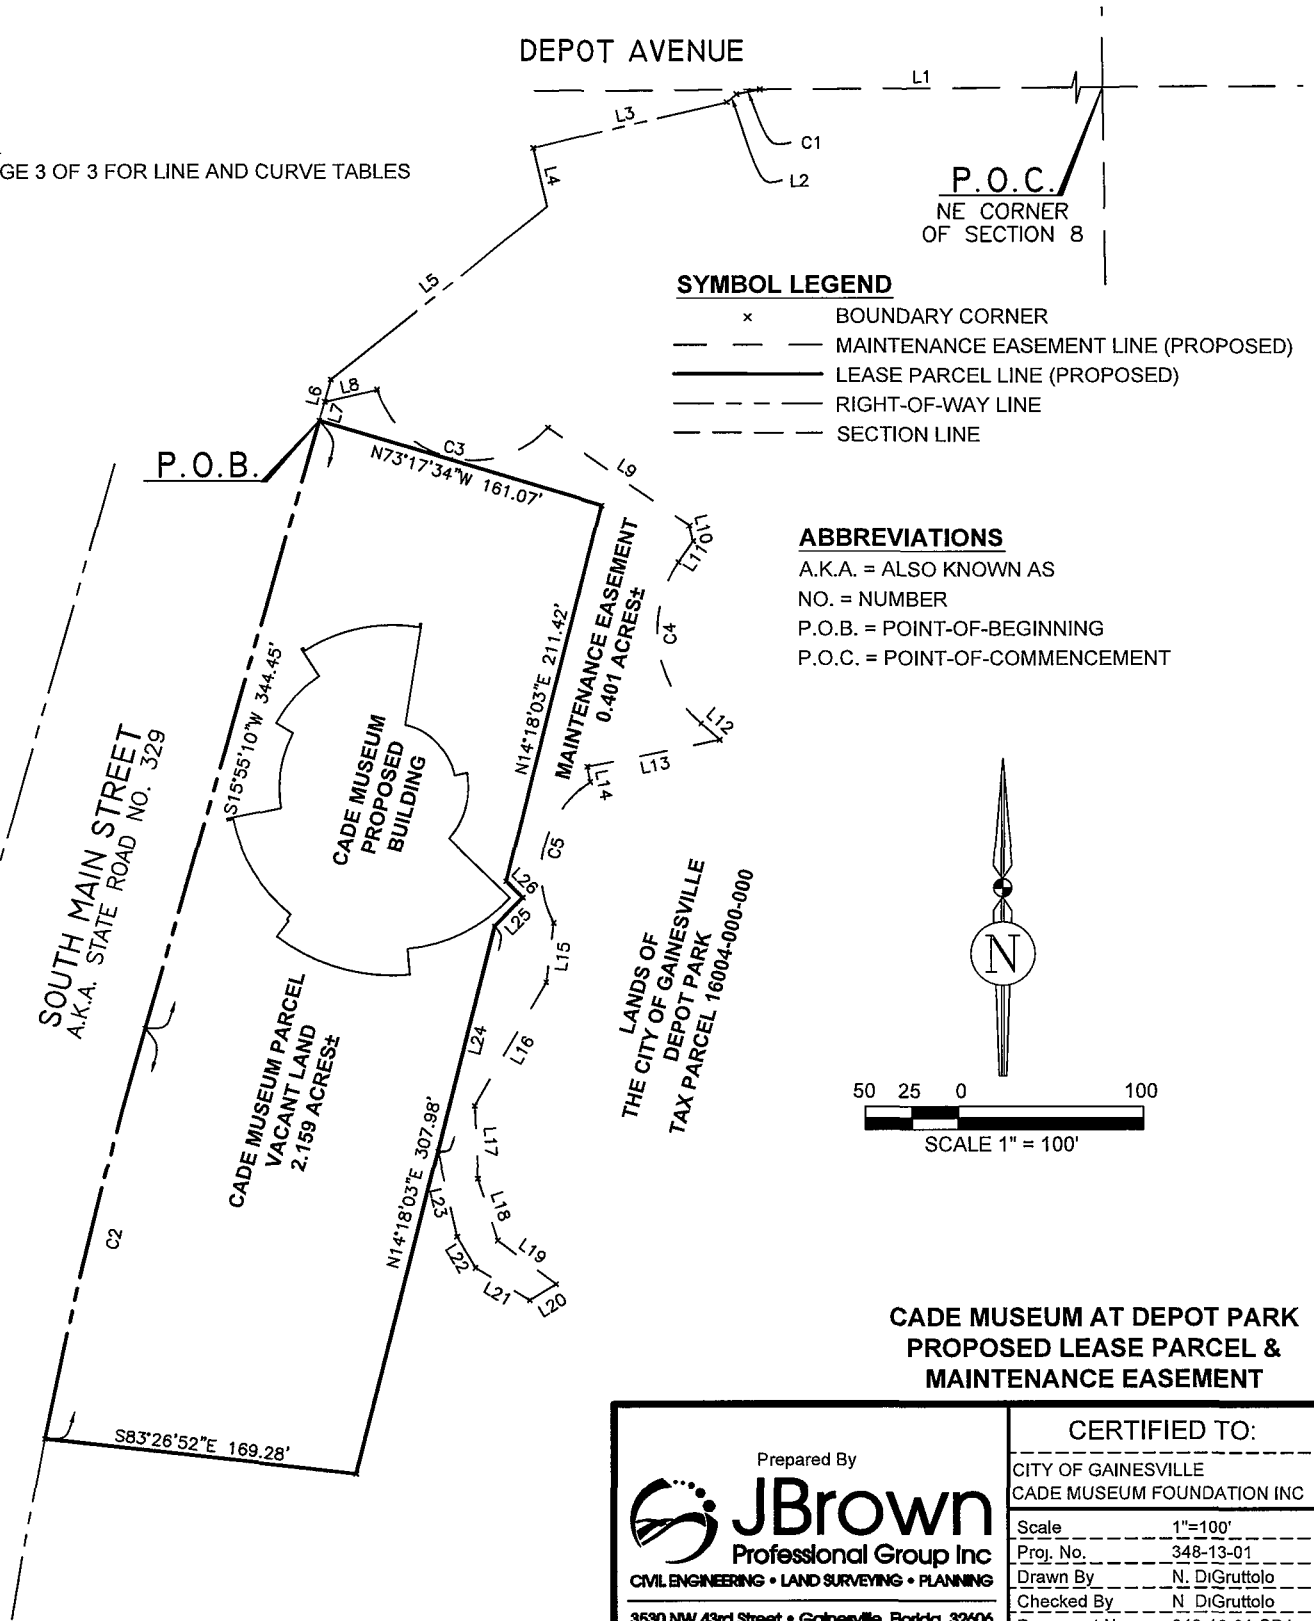 DEPOT AVENUE
L1
L3
C1
L2
L4
GE 3 OF 3 FOR LINE AND CURVE TABLES
P.O.C.
NE CORNER
OF SECTION 8
L5
SYMBOL LEGEND
x BOUNDARY CORNER
MAINTENANCE EASEMENT LINE (PROPOSED)
LEASE PARCEL LINE (PROPOSED)
RIGHT-OF-WAY LINE
SECTION LINE
L6
L8
L7
C3
P.O.B.
N73°17'34"W 161.07'
L9
L10
L110
ABBREVIATIONS
A.K.A. = ALSO KNOWN AS
NO. = NUMBER
P.O.B. = POINT-OF-BEGINNING
P.O.C. = POINT-OF-COMMENCEMENT
MAINTENANCE EASEMENT
0.401 ACRES±
N14°18'03"E 211.42'
C4
S15°55'10"W 344.45'
L12
L13
L14
CADE MUSEUM
PROPOSED
BUILDING
SOUTH MAIN STREET
A.K.A. STATE ROAD NO. 329
C5
L26
L25
L15
LANDS OF
THE CITY OF GAINESVILLE
DEPOT PARK
TAX PARCEL 16004-000-000
N
L24
L16
CADE MUSEUM PARCEL
VACANT LAND
2.159 ACRES±
50 25 0 100
SCALE 1" = 100'
N14°18'03"E 307.98'
L17
L18
L23
C2
L19
L22
L21
L20
S83°26'52"E 169.28'
CADE MUSEUM AT DEPOT PARK
PROPOSED LEASE PARCEL &
MAINTENANCE EASEMENT
Prepared By
JBrown
Professional Group Inc
CIVIL ENGINEERING • LAND SURVEYING • PLANNING
3530 NW 43rd Street • Gainesville, Florida 32606
CERTIFIED TO:
CITY OF GAINESVILLE
CADE MUSEUM FOUNDATION INC
Scale 1"=100'
Proj. No. 348-13-01
Drawn By N. DiGruttolo
Checked By N DiGruttolo